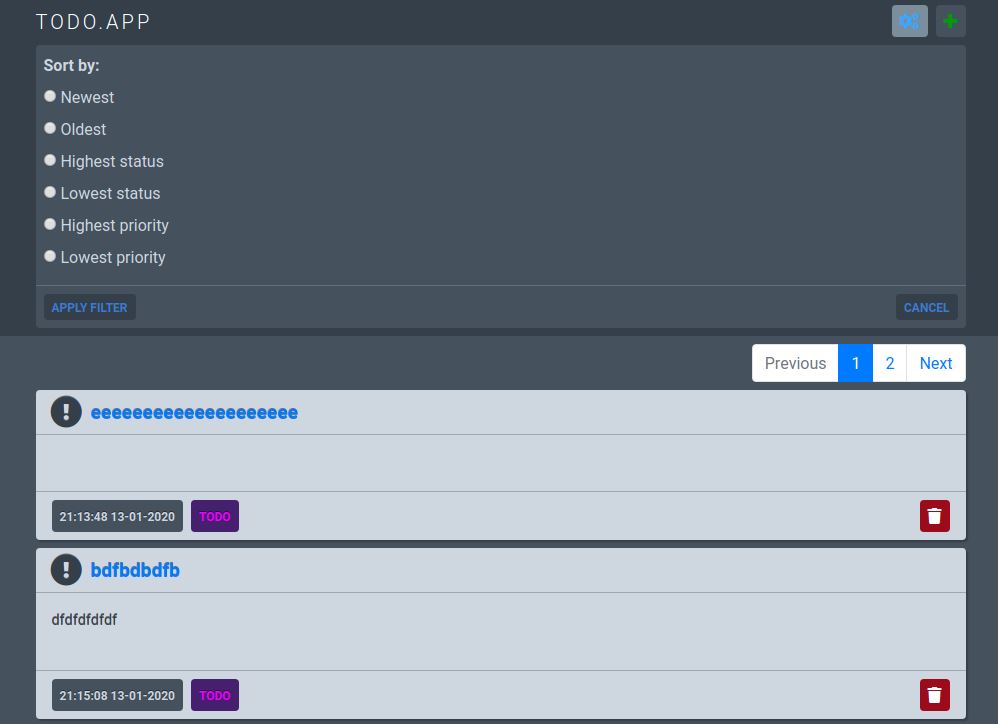 TODO.APP
Sort by:
Newest
Oldest
Highest status
Lowest status
Highest priority
Lowest priority
APPLY FILTER CANCEL
Previous 1 2 Next
eeeeeeeeeeeeeeeeeeee
21:13:48 13-01-2020 TODO
bdfbdbdfb
dfdfdfdfdf
21:15:08 13-01-2020 TODO